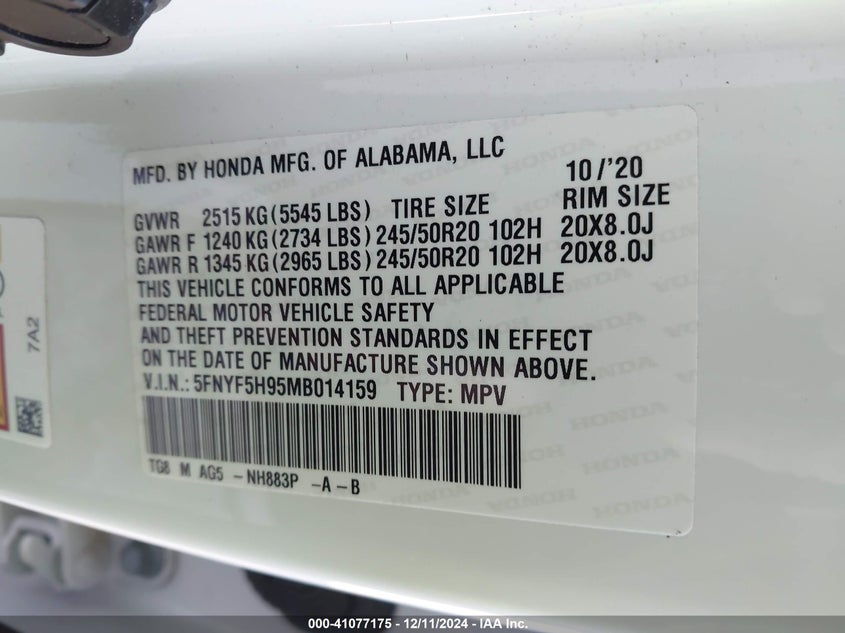 MFD. BY HONDA MFG. OF ALABAMA, LLC 10/'20
GVWR 2515 KG (5545 LBS) TIRE SIZE RIM SIZE
GAWR F 1240 KG (2734 LBS) 245/50R20 102H 20X8.0J
GAWR R 1345 KG (2965 LBS) 245/50R20 102H 20X8.0J
THIS VEHICLE CONFORMS TO ALL APPLICABLE
FEDERAL MOTOR VEHICLE SAFETY
AND THEFT PREVENTION STANDARDS IN EFFECT
ON THE DATE OF MANUFACTURE SHOWN ABOVE.
V.I.N.: 5FNYF5H95MB014159 TYPE: MPV
TG8 M AG5 - NH883P -A -B
7A2
HONDA
000-41077175 - 12/11/2024 - IAA Inc.